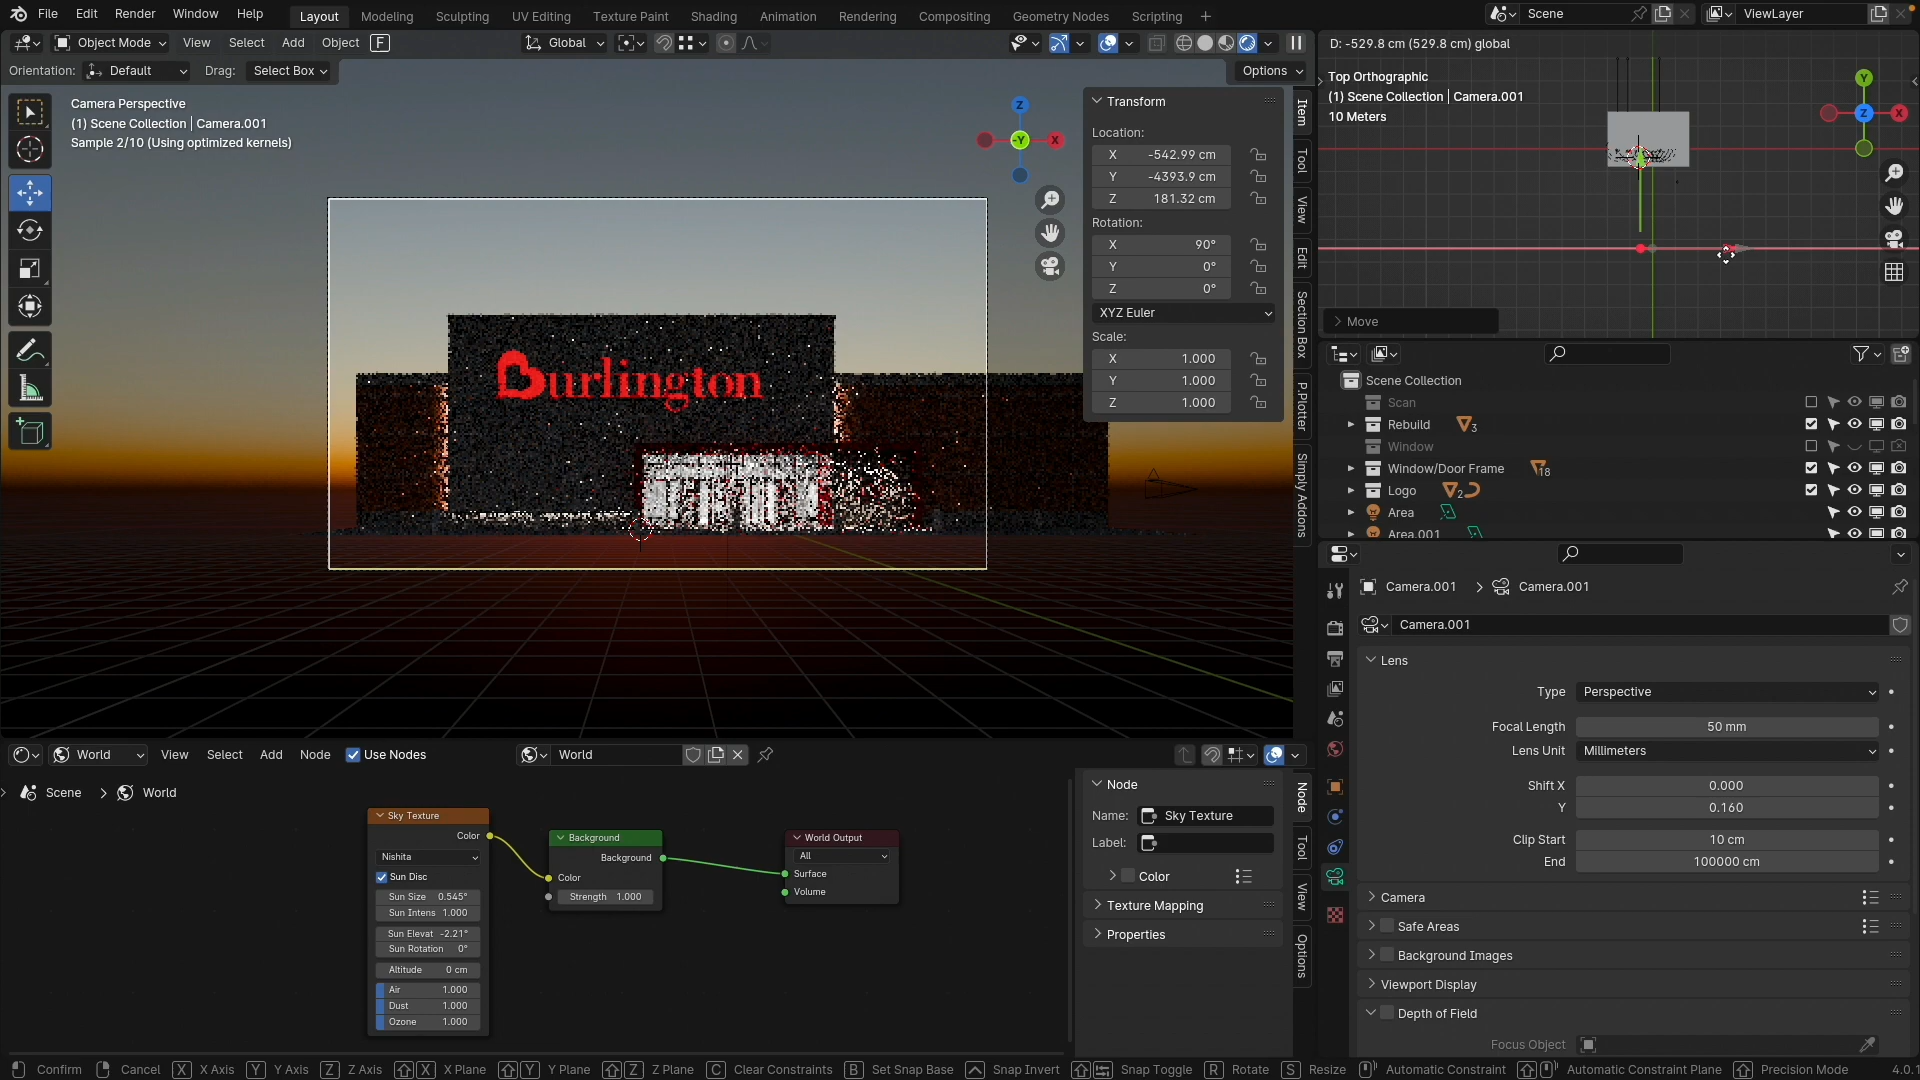 File Edit Render Window Help Layout Modeling Sculpting UV Editing Texture Paint Shading Animation Rendering Compositing Geometry Nodes Scripting + Scene ViewLayer
Object Mode View Select Add Object F Global
Orientation: Default Drag: Select Box Options
Camera Perspective
(1) Scene Collection | Camera.001
Sample 2/10 (Using optimized kernels)
Z
-Y
X
Burlington
Transform
Location:
X -542.99 cm
Y -4393.9 cm
Z 181.32 cm
Rotation:
X 90°
Y 0°
Z 0°
XYZ Euler
Scale:
X 1.000
Y 1.000
Z 1.000
Item
Tool
View
Edit
Section Box
P.Plotter
Simply Addons
D: -529.8 cm (529.8 cm) global
Top Orthographic
(1) Scene Collection | Camera.001
10 Meters
Y
Z
X
Move
Scene Collection
Scan
Rebuild 3
Window
Window/Door Frame 18
Logo 2
Area
Area.001
Camera.001 Camera.001
Camera.001
Lens
Type Perspective
Focal Length 50 mm
Lens Unit Millimeters
Shift X 0.000
Y 0.160
Clip Start 10 cm
End 100000 cm
Camera
Safe Areas
Background Images
Viewport Display
Depth of Field
Focus Object
World View Select Add Node Use Nodes World
Scene World
Sky Texture
Color
Nishita
Sun Disc
Sun Size 0.545°
Sun Intens 1.000
Sun Elevat -2.21°
Sun Rotation 0°
Altitude 0 cm
Air 1.000
Dust 1.000
Ozone 1.000
Background
Background
Color
Strength 1.000
World Output
All
Surface
Volume
Node
Name: Sky Texture
Label:
Color
Texture Mapping
Properties
Node
Tool
View
Options
Confirm Cancel X X Axis Y Y Axis Z Z Axis X X Plane Y Y Plane Z Z Plane C Clear Constraints B Set Snap Base Snap Invert Snap Toggle R Rotate S Resize Automatic Constraint Automatic Constraint Plane Precision Mode 4.0.1